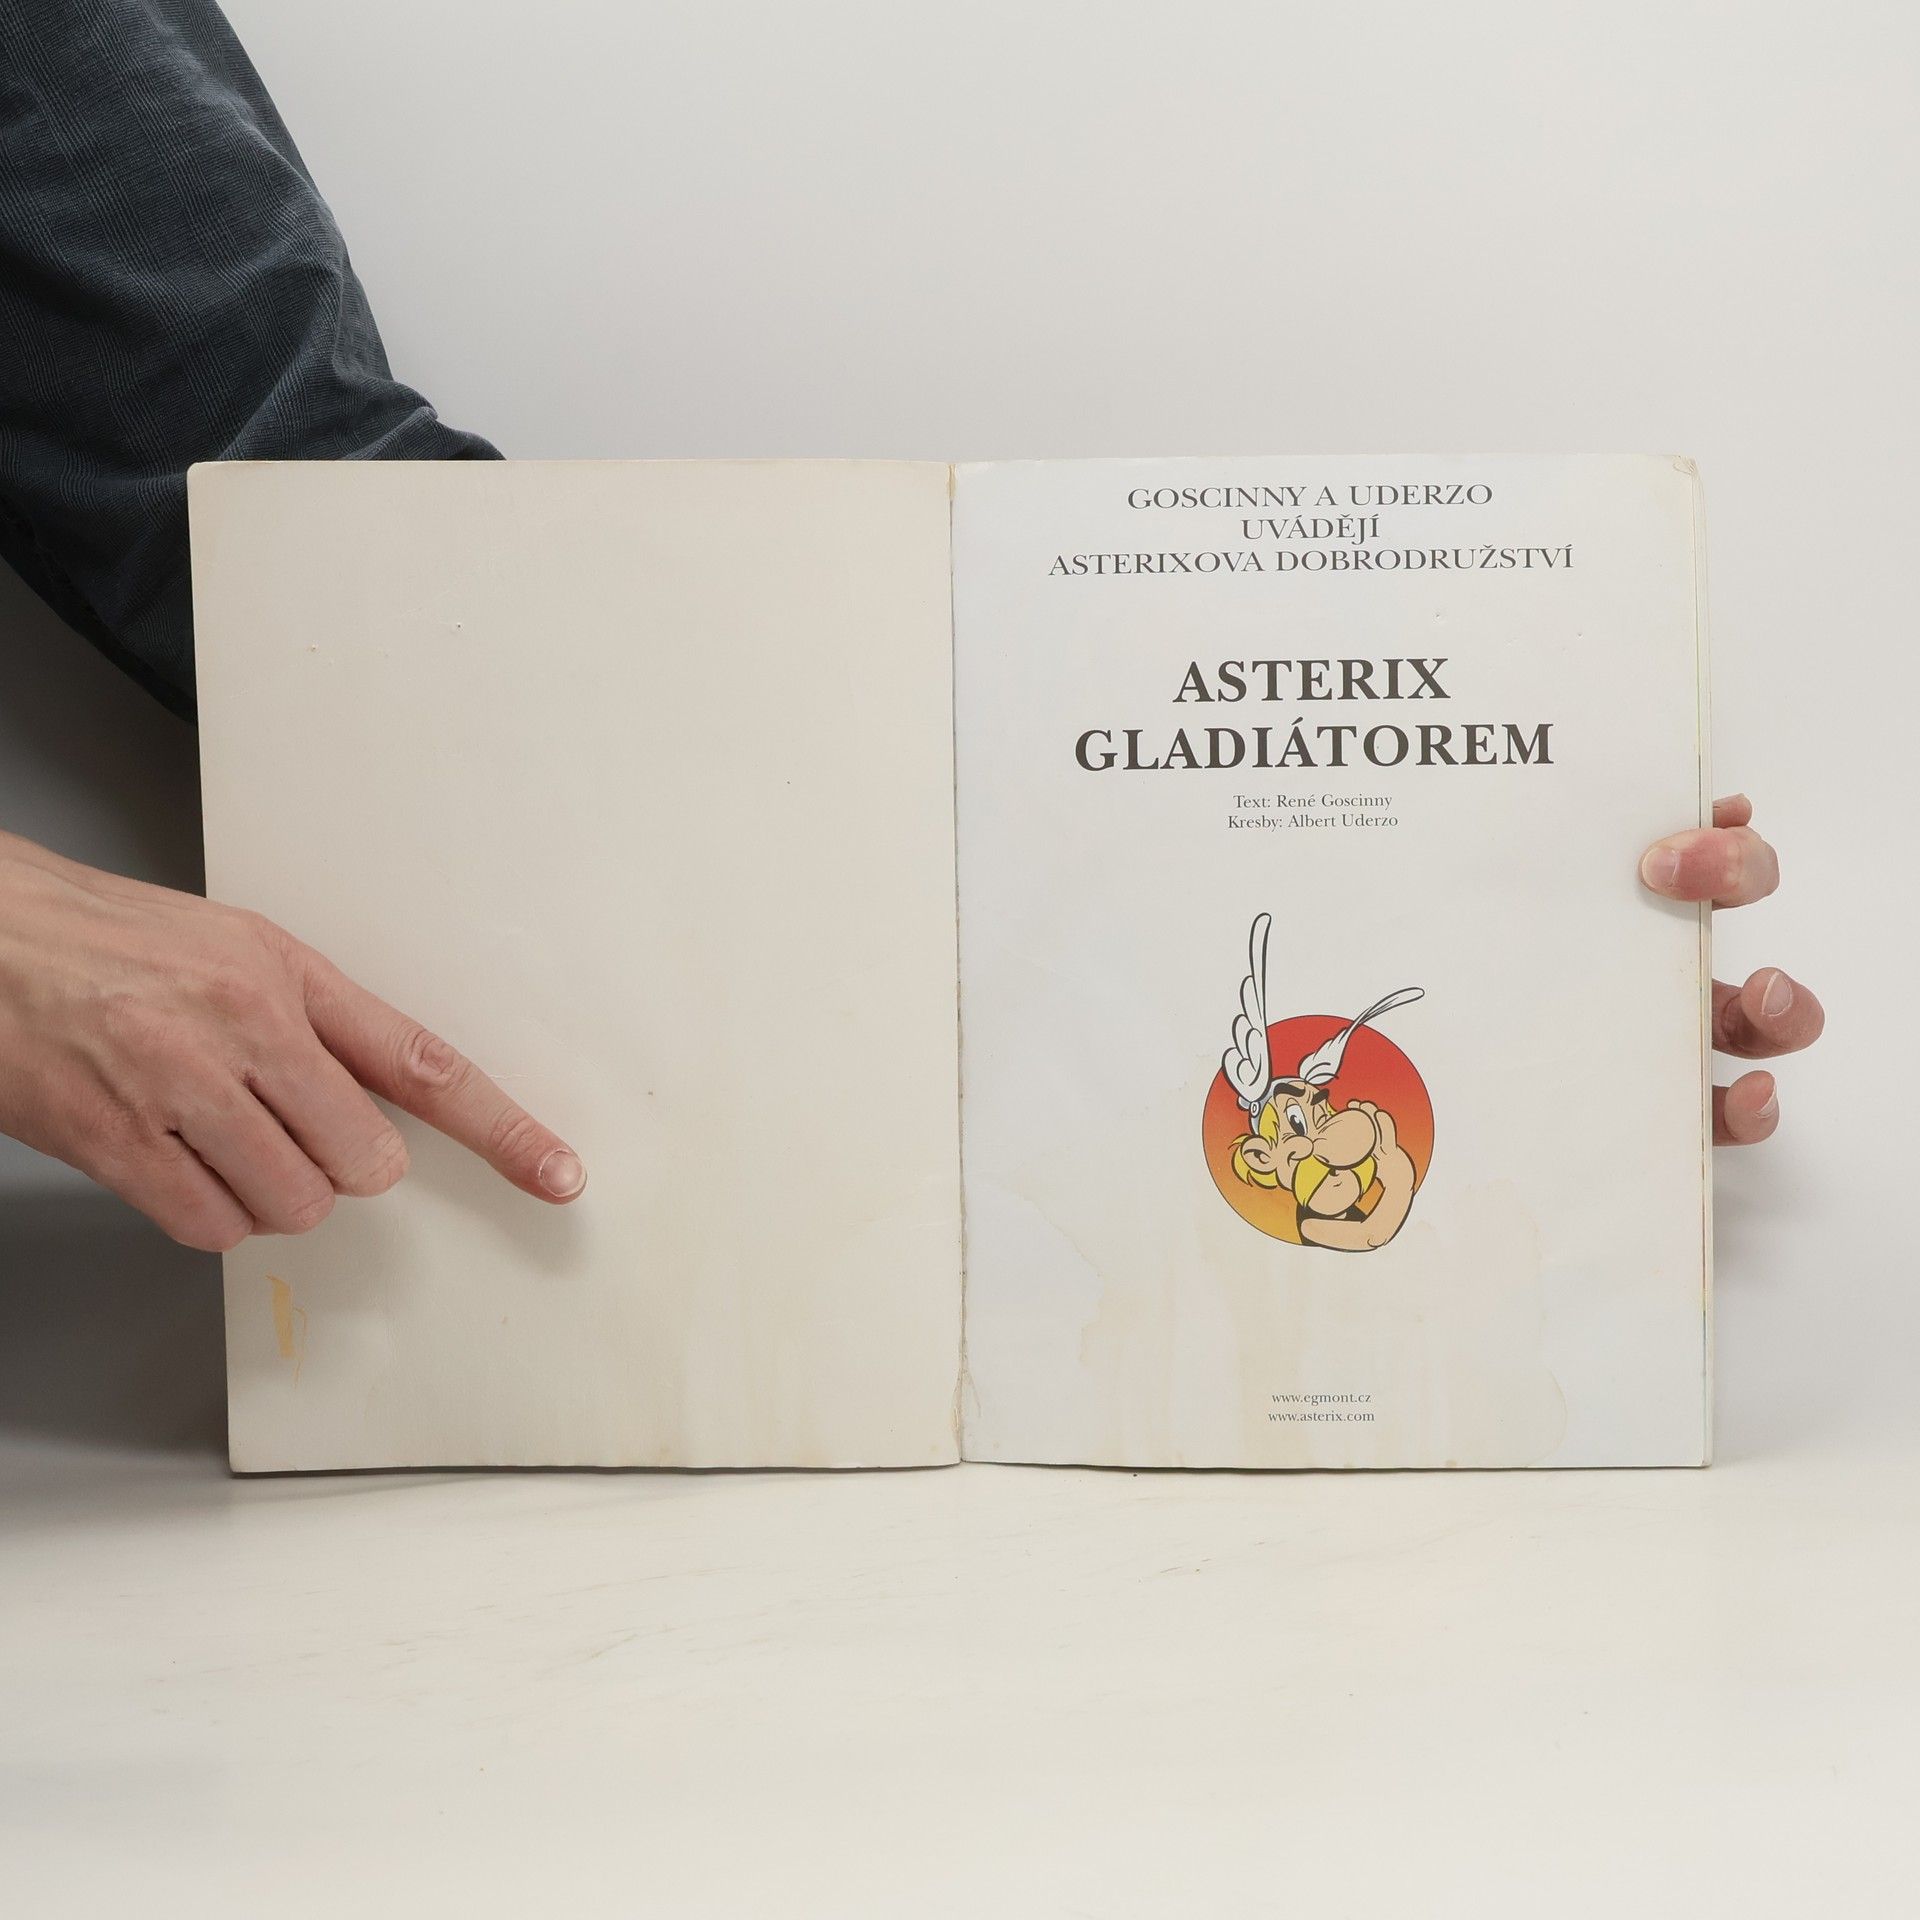 GOSCINNY A UDERZO
UVÁDĚJÍ
ASTERIXOVA DOBRODRUŽSTVÍ
ASTERIX
GLADIÁTOREM
Text: René Goscinny
Kresby: Albert Uderzo
www.egmont.cz
www.asterix.com